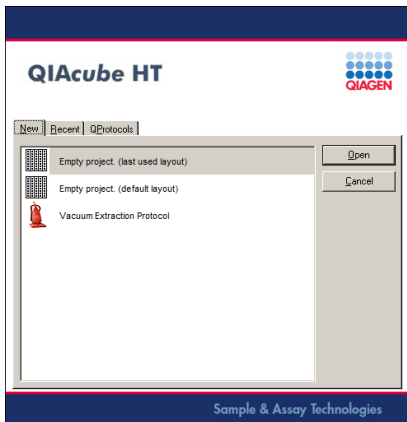 QIAcube HT
QIAGEN
New Recent QProtocols
Empty project. (last used layout)
Open
Empty project. (default layout)
Cancel
Vacuum Extraction Protocol
Sample & Assay Technologies